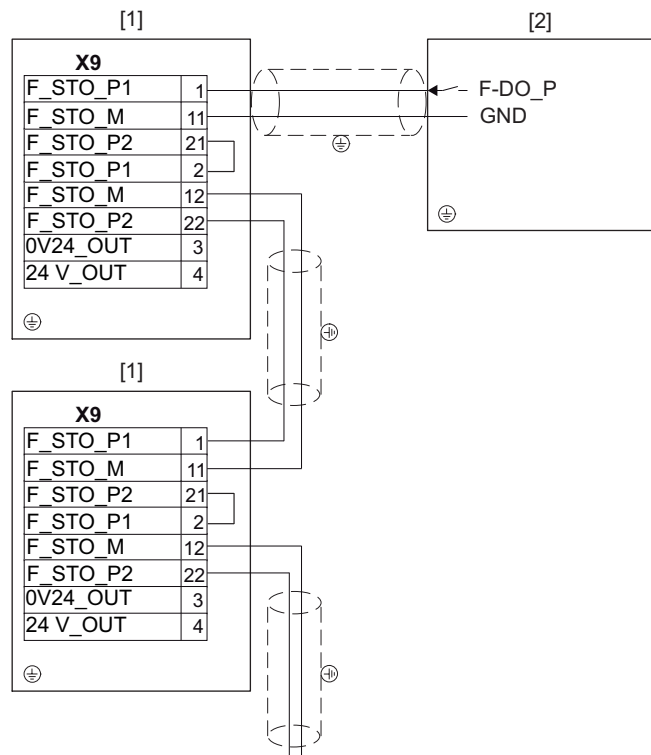 [1]
[2]
X9
F_STO_P1 1
F_STO_M 11
F_STO_P2 21
F_STO_P1 2
F_STO_M 12
F_STO_P2 22
0V24_OUT 3
24 V_OUT 4
F-DO_P
GND
[1]
X9
F_STO_P1 1
F_STO_M 11
F_STO_P2 21
F_STO_P1 2
F_STO_M 12
F_STO_P2 22
0V24_OUT 3
24 V_OUT 4